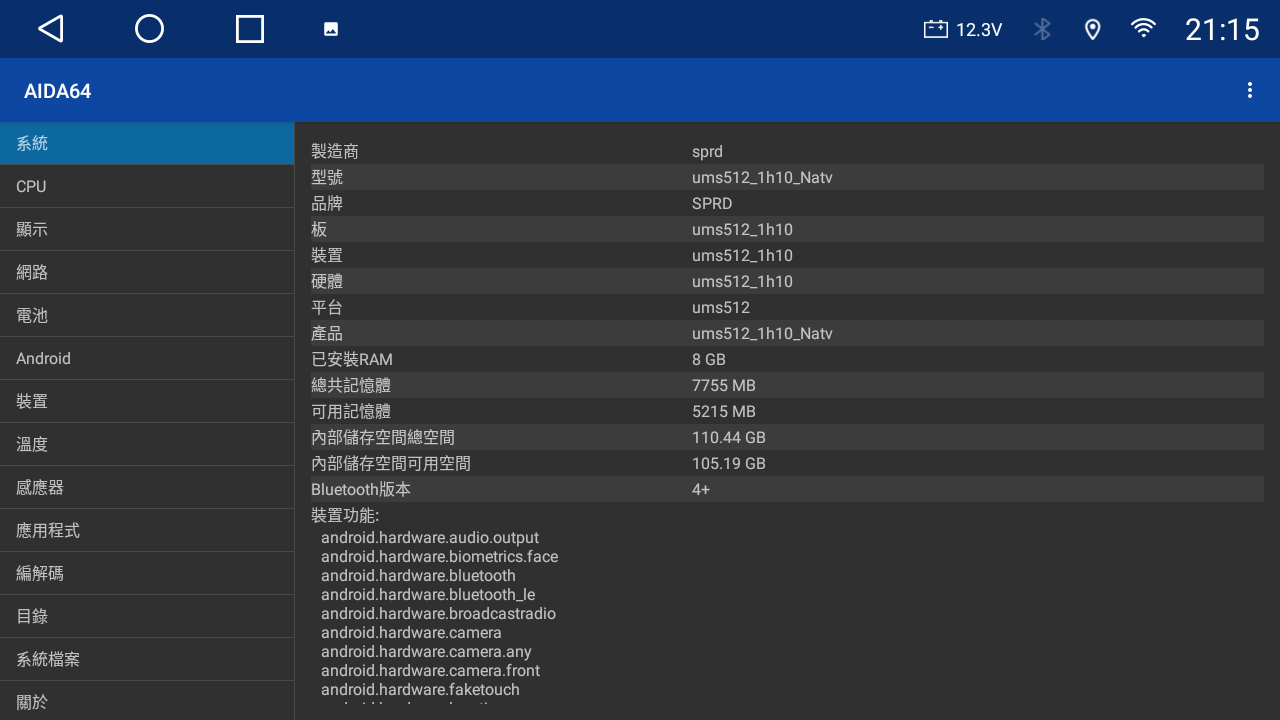 12.3V
21:15
AIDA64
系統
CPU
顯示
網路
電池
Android
裝置
溫度
感應器
應用程式
編解碼
目錄
系統檔案
關於
製造商 sprd
型號 ums512_1h10_Natv
品牌 SPRD
板 ums512_1h10
裝置 ums512_1h10
硬體 ums512_1h10
平台 ums512
產品 ums512_1h10_Natv
已安裝RAM 8 GB
總共記憶體 7755 MB
可用記憶體 5215 MB
內部儲存空間總空間 110.44 GB
內部儲存空間可用空間 105.19 GB
Bluetooth版本 4+
裝置功能:
android.hardware.audio.output
android.hardware.biometrics.face
android.hardware.bluetooth
android.hardware.bluetooth_le
android.hardware.broadcastradio
android.hardware.camera
android.hardware.camera.any
android.hardware.camera.front
android.hardware.faketouch